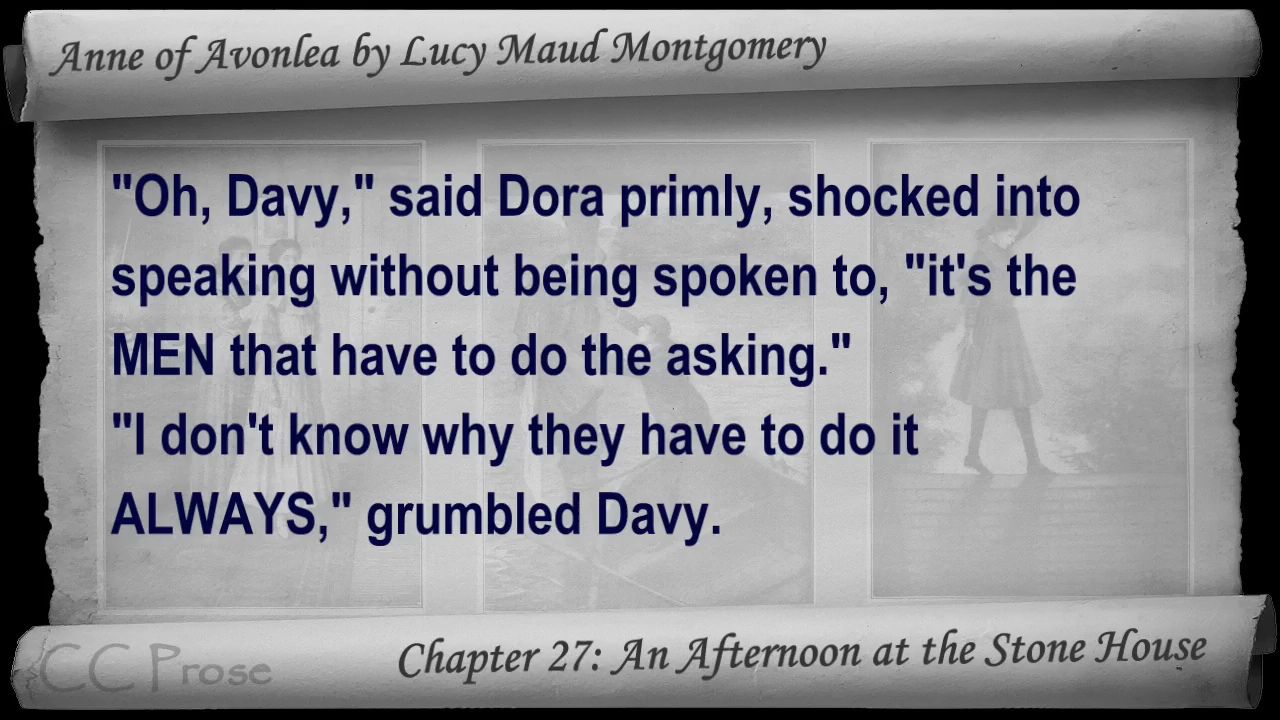 Anne of Avonlea by Lucy Maud Montgomery
"Oh, Davy," said Dora primly, shocked into
speaking without being spoken to, "it's the
MEN that have to do the asking."
"I don't know why they have to do it
ALWAYS," grumbled Davy.
CC Prose
Chapter 27: An Afternoon at the Stone House